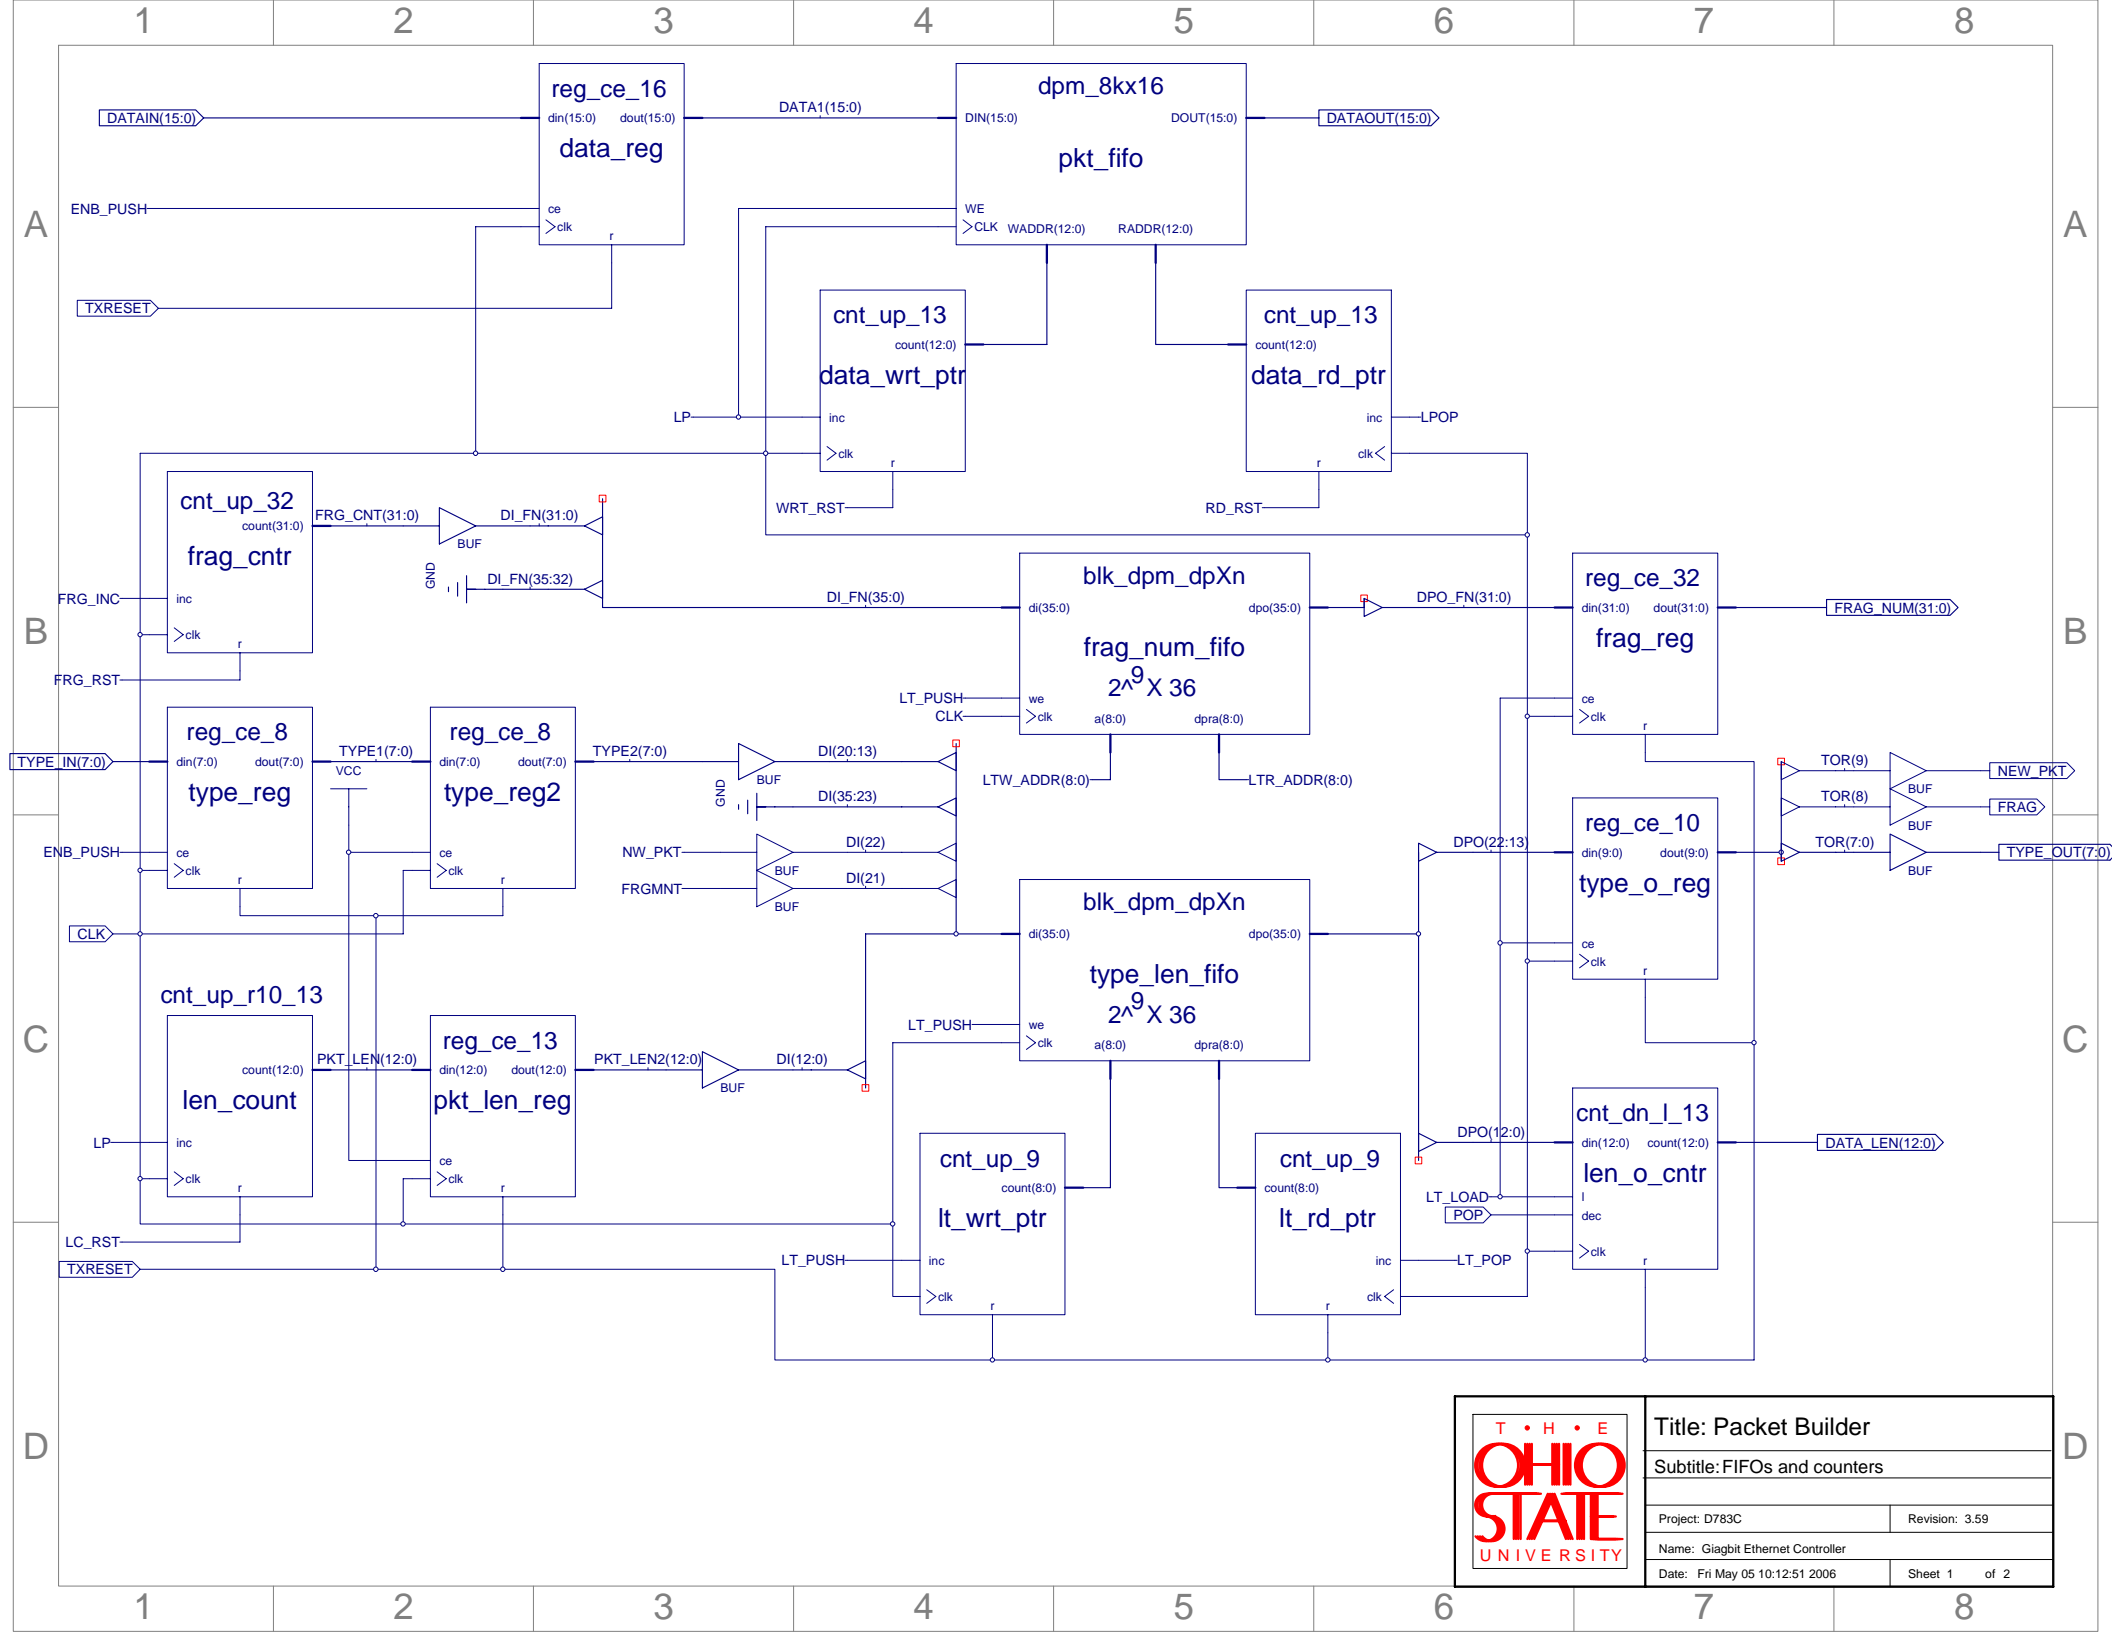 1 2 3 4 5 6 7 8
A
A
B
B
C
C
D
D
reg_ce_16
din(15:0) dout(15:0)
data_reg
ce
clk
r
DATAIN(15:0)
ENB_PUSH
TXRESET
DATA1(15:0)
dpm_8kx16
DIN(15:0) DOUT(15:0)
pkt_fifo
WE
CLK WADDR(12:0) RADDR(12:0)
DATAOUT(15:0)
cnt_up_13
count(12:0)
data_wrt_ptr
inc
clk
r
LP
WRT_RST
cnt_up_13
count(12:0)
data_rd_ptr
inc
clk
r
LPOP
RD_RST
cnt_up_32
count(31:0)
frag_cntr
inc
clk
r
FRG_INC
FRG_RST
FRG_CNT(31:0)
BUF
DI_FN(31:0)
GND
DI_FN(35:32)
DI_FN(35:0)
blk_dpm_dpXn
di(35:0) dpo(35:0)
frag_num_fifo
2^9 X 36
we
clk
a(8:0) dpra(8:0)
LT_PUSH
CLK
LTW_ADDR(8:0)
LTR_ADDR(8:0)
DPO_FN(31:0)
reg_ce_32
din(31:0) dout(31:0)
frag_reg
ce
clk
r
FRAG_NUM(31:0)
TYPE_IN(7:0)
reg_ce_8
din(7:0) dout(7:0)
type_reg
ce
clk
r
ENB_PUSH
CLK
TYPE1(7:0)
VCC
reg_ce_8
din(7:0) dout(7:0)
type_reg2
ce
clk
r
TYPE2(7:0)
BUF
DI(20:13)
GND
DI(35:23)
NW_PKT
BUF
DI(22)
FRGMNT
BUF
DI(21)
blk_dpm_dpXn
di(35:0) dpo(35:0)
type_len_fifo
2^9 X 36
we
clk
a(8:0) dpra(8:0)
LT_PUSH
DPO(22:13)
reg_ce_10
din(9:0) dout(9:0)
type_o_reg
ce
clk
r
TOR(9)
BUF
NEW_PKT
TOR(8)
BUF
FRAG
TOR(7:0)
BUF
TYPE_OUT(7:0)
cnt_up_r10_13
count(12:0)
len_count
inc
clk
r
LP
LC_RST
TXRESET
PKT_LEN(12:0)
reg_ce_13
din(12:0) dout(12:0)
pkt_len_reg
ce
clk
r
PKT_LEN2(12:0)
BUF
DI(12:0)
cnt_up_9
count(8:0)
lt_wrt_ptr
inc
clk
r
LT_PUSH
cnt_up_9
count(8:0)
lt_rd_ptr
inc
clk
r
LT_POP
DPO(12:0)
cnt_dn_l_13
din(12:0) count(12:0)
len_o_cntr
l
dec
clk
r
LT_LOAD
POP
DATA_LEN(12:0)
T • H • E
OHIO
STATE
UNIVERSITY
Title: Packet Builder
Subtitle: FIFOs and counters
Project: D783C Revision: 3.59
Name: Giagbit Ethernet Controller
Date: Fri May 05 10:12:51 2006 Sheet 1 of 2
1 2 3 4 5 6 7 8